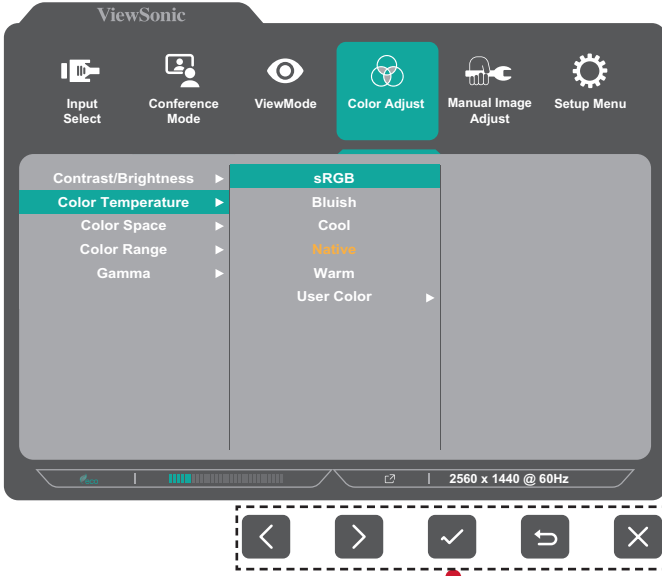 ViewSonic
Input
Select
Conference
Mode
ViewMode
Color Adjust
Manual Image
Adjust
Setup Menu
Contrast/Brightness
Color Temperature
Color Space
Color Range
Gamma
sRGB
Bluish
Cool
Native
Warm
User Color
2560 x 1440 @ 60Hz